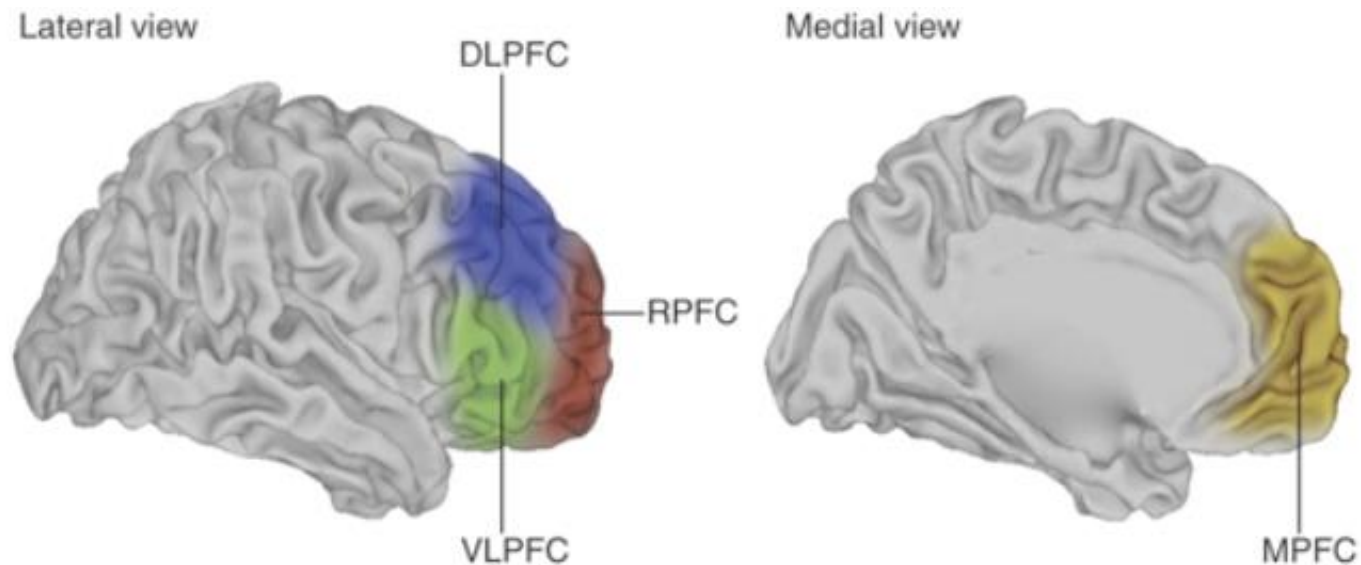 Lateral view
Medial view
DLPFC
RPFC
VLPFC
MPFC